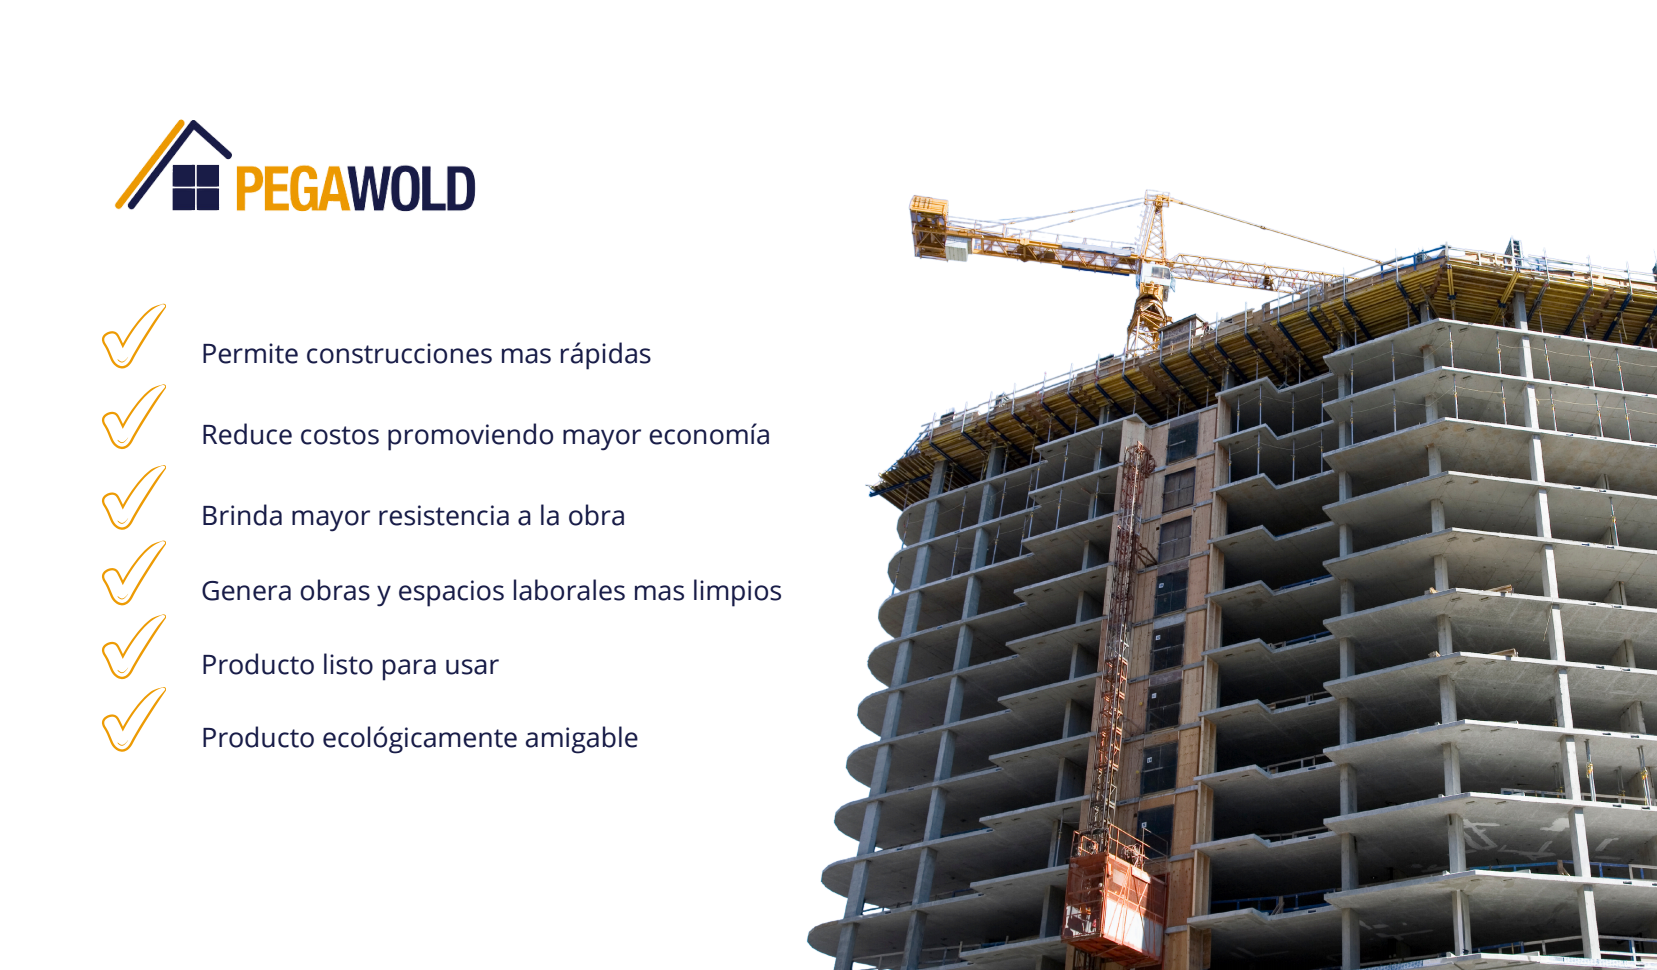 PEGAWOLD
Permite construcciones mas rápidas
Reduce costos promoviendo mayor economía
Brinda mayor resistencia a la obra
Genera obras y espacios laborales mas limpios
Producto listo para usar
Producto ecológicamente amigable